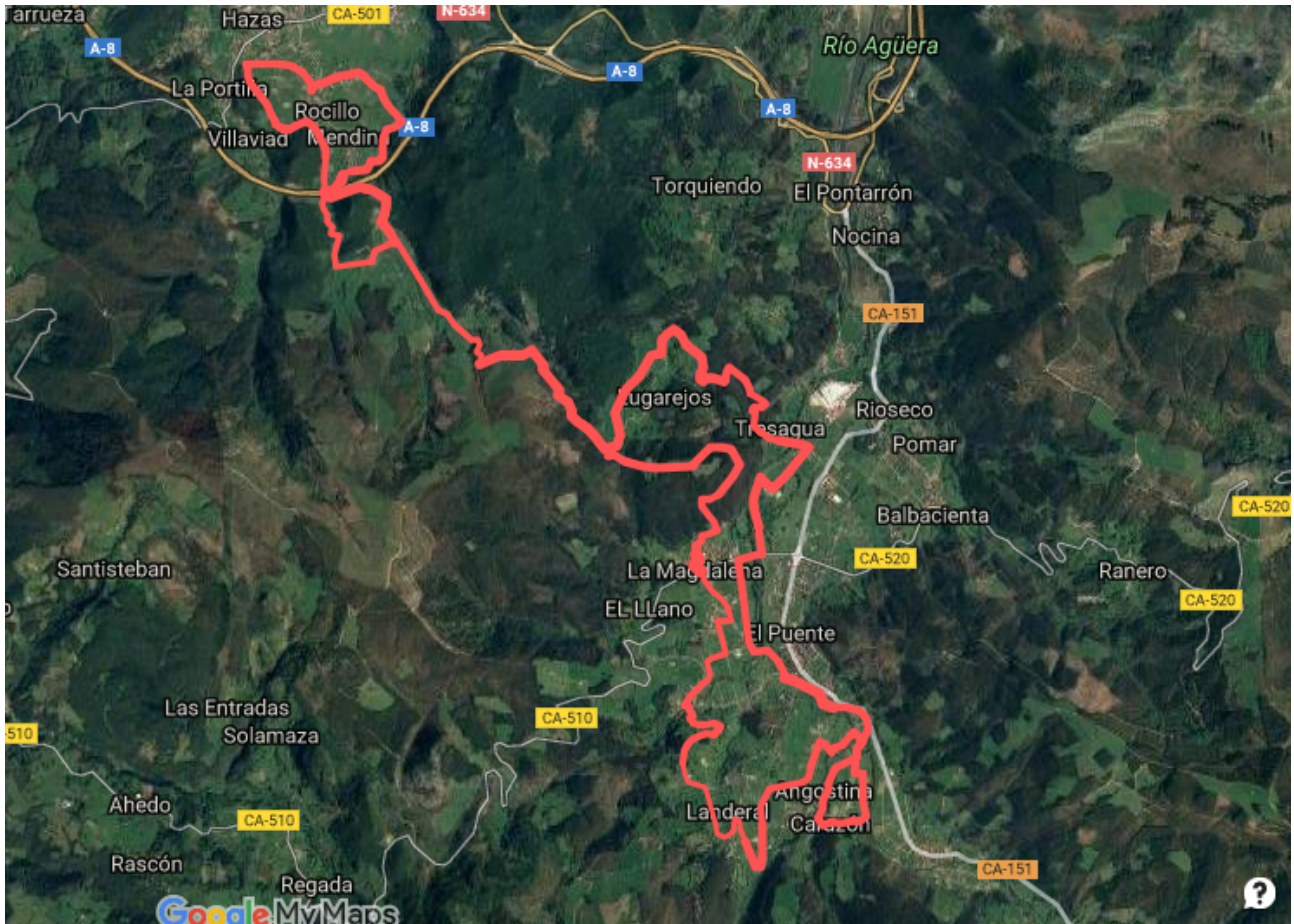 arrueza
Hazas
CA-501
N-634
A-8
Río Agüera
A-8
La Portilla
A-8
Rocillo
Villaviad
Mendina
A-8
N-634
Torquiendo
El Pontarrón
Nocina
CA-151
Lugarejos
Rioseco
Tresagua
Pomar
Balbacienta
CA-520
Santisteban
La Magdalena
CA-520
Ranero
CA-520
EL LLano
El Puente
Las Entradas
Solamaza
CA-510
510
Ahedo
CA-510
Landeral
Angostina
Carazón
Rascón
Regada
CA-151
Google My Maps
?